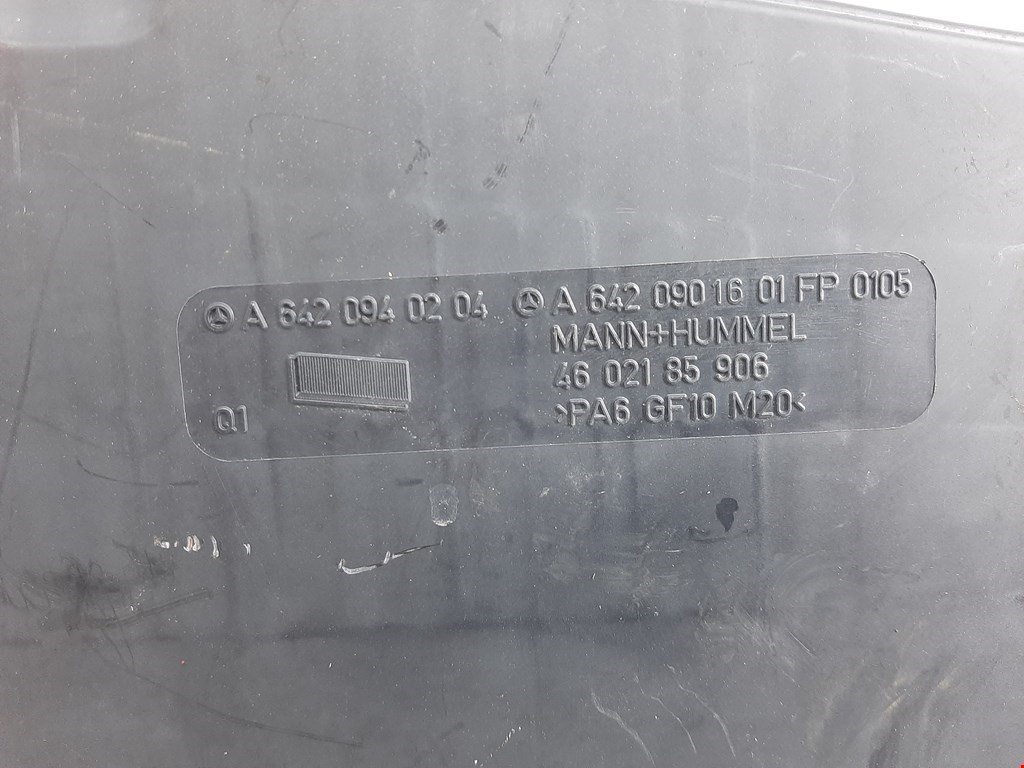 A 642 094 02 04
A 642 090 16 01 FP 0105
MANN+HUMMEL
46 021 85 906
>PA6 GF10 M20<
Q1